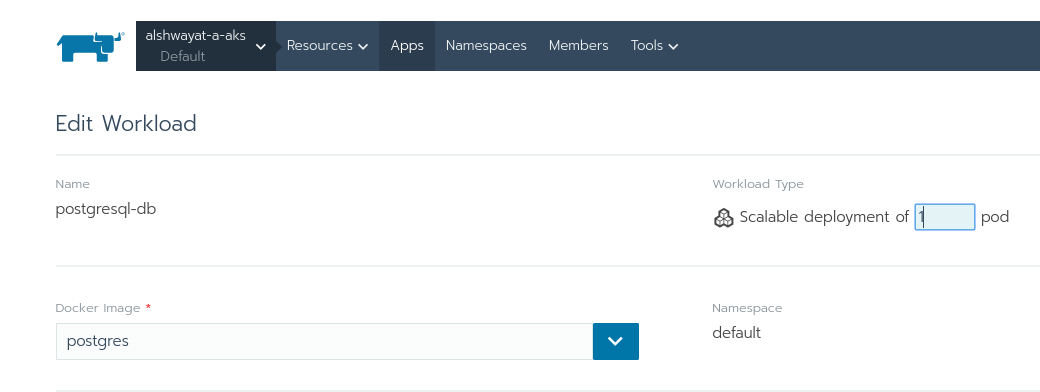 alshwayat-a-aks
Default
Resources
Apps
Namespaces
Members
Tools
Edit Workload
Name
postgresql-db
Workload Type
Scalable deployment of 1 pod
Docker Image *
postgres
Namespace
default